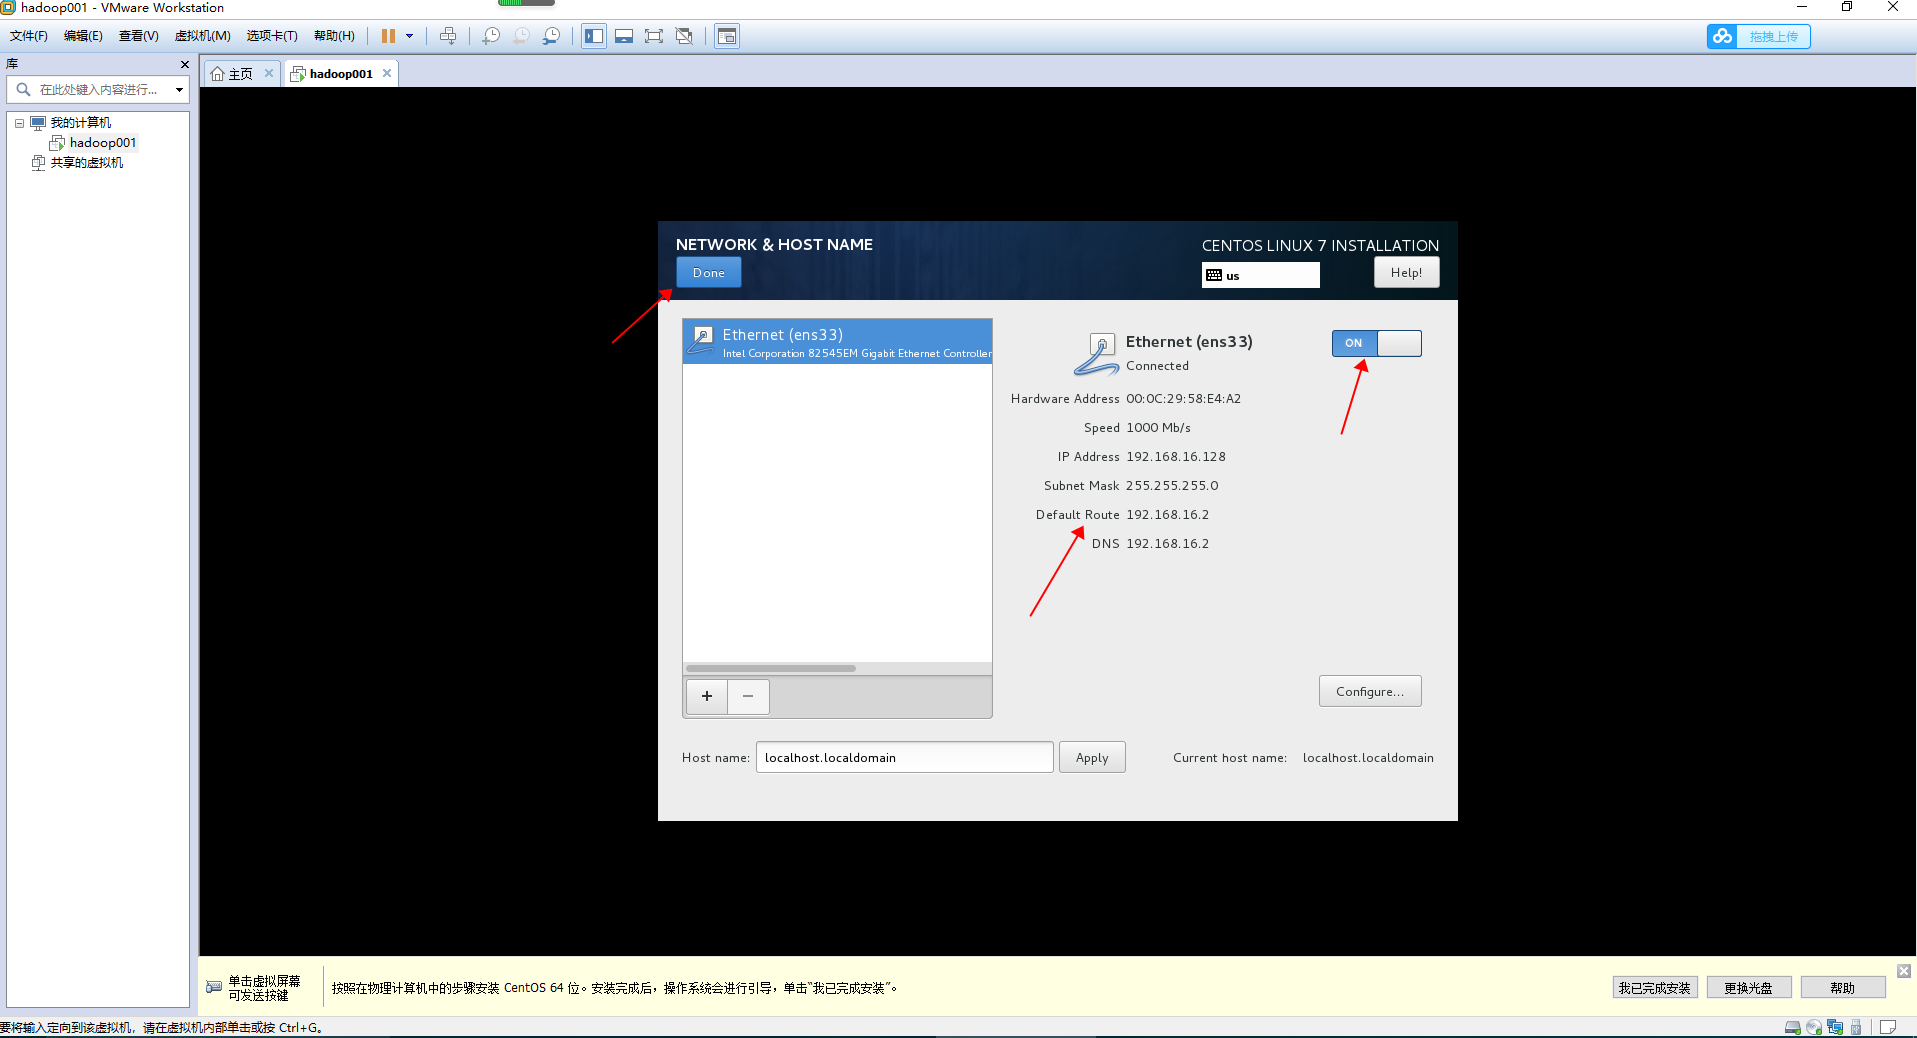 hadoop001 - VMware Workstation
文件(F) 编辑(E) 查看(V) 虚拟机(M) 选项卡(T) 帮助(H)
拖拽上传
库
主页
hadoop001
在此处键入内容进行...
我的计算机
hadoop001
共享的虚拟机
NETWORK & HOST NAME
CENTOS LINUX 7 INSTALLATION
Done
us
Help!
Ethernet (ens33)
Intel Corporation 82545EM Gigabit Ethernet Controller
Ethernet (ens33)
Connected
ON
Hardware Address 00:0C:29:58:E4:A2
Speed 1000 Mb/s
IP Address 192.168.16.128
Subnet Mask 255.255.255.0
Default Route 192.168.16.2
DNS 192.168.16.2
+ −
Configure...
Host name: localhost.localdomain Apply Current host name: localhost.localdomain
单击虚拟屏幕
可发送按键
按照在物理计算机中的步骤安装 CentOS 64 位。安装完成后，操作系统会进行引导，单击“我已完成安装”。
我已完成安装 更换光盘 帮助
要将输入定向到该虚拟机，请在虚拟机内部单击或按 Ctrl+G。